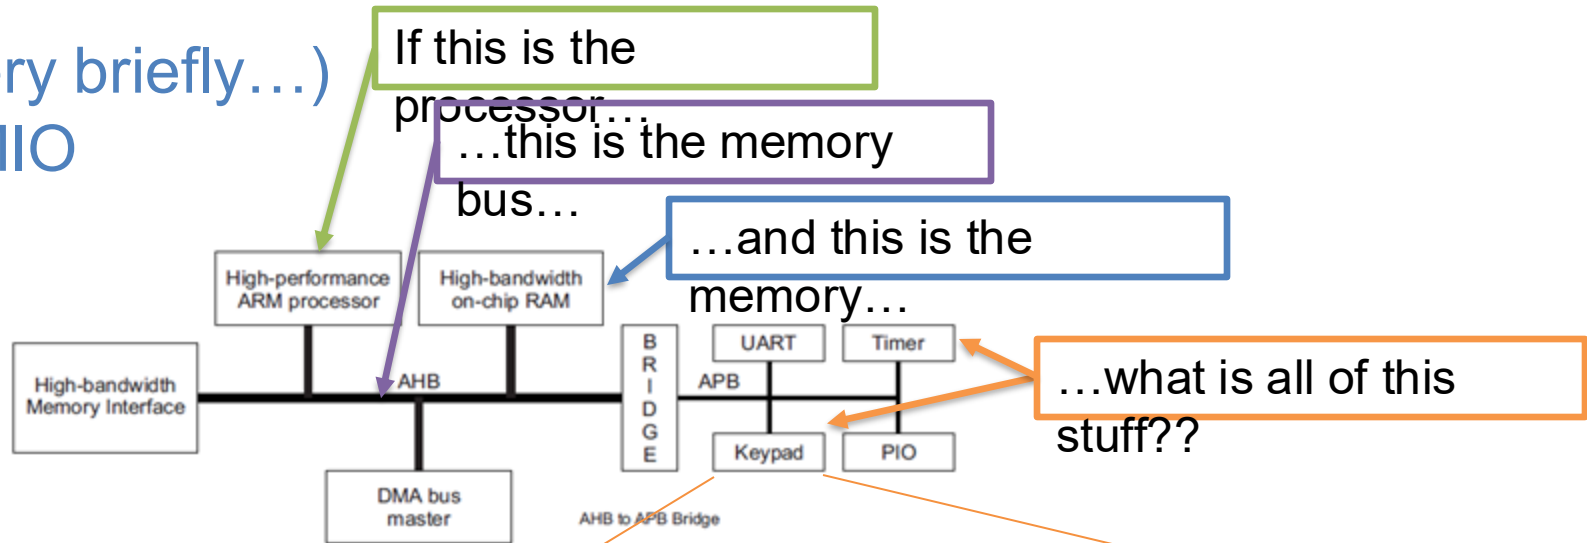 ry briefly…)
IIO
If this is the
processor…
…this is the memory
bus…
…and this is the
memory…
…what is all of this
stuff??
High-performance
ARM processor
High-bandwidth
on-chip RAM
High-bandwidth
Memory Interface
AHB
DMA bus
master
B
R
I
D
G
E
APB
UART
Timer
Keypad
PIO
AHB to APB Bridge